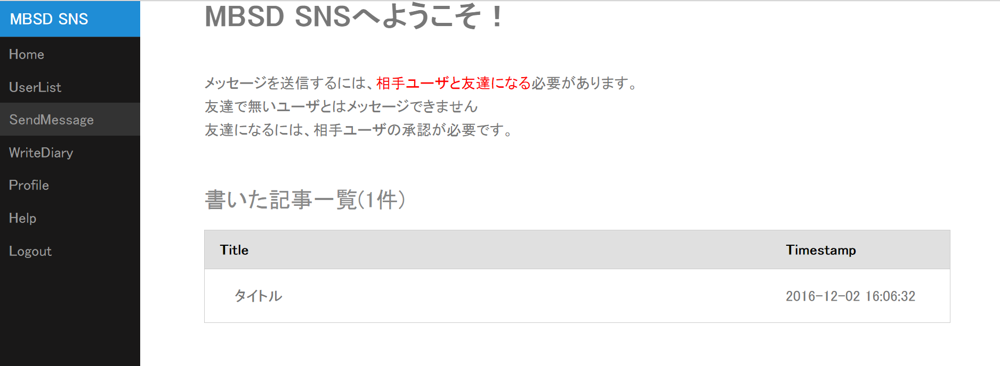 MBSD SNS
Home
UserList
SendMessage
WriteDiary
Profile
Help
Logout
MBSD SNSへようこそ！
メッセージを送信するには、相手ユーザと友達になる必要があります。
友達で無いユーザとはメッセージできません
友達になるには、相手ユーザの承認が必要です。
書いた記事一覧(1件)
Title Timestamp
タイトル 2016-12-02 16:06:32